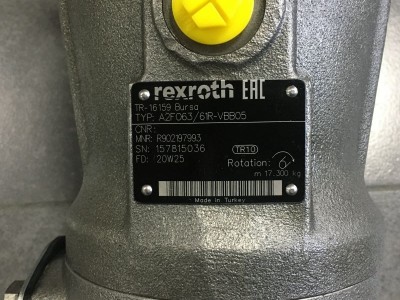 rexroth EAC
TR-16159 Bursa
TYP: A2FO63/61R-VBB05
CNR:
MNR: R902197993
SN: 157815036 TR10
FD: 20W25 Rotation:
m 17.300 kg
Made in Turkey